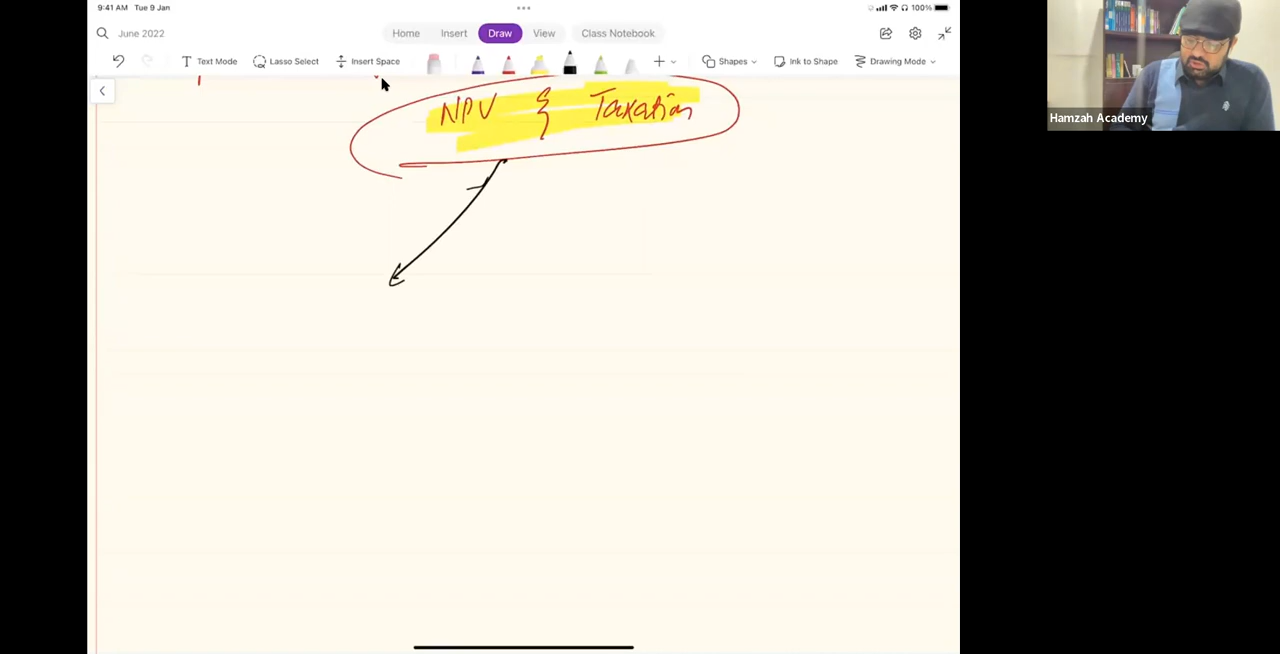 9:41 AM Tue 9 Jan
100%
June 2022
Home Insert Draw View Class Notebook
Text Mode Lasso Select Insert Space Shapes Ink to Shape Drawing Mode
NPV & Taxation
Hamzah Academy